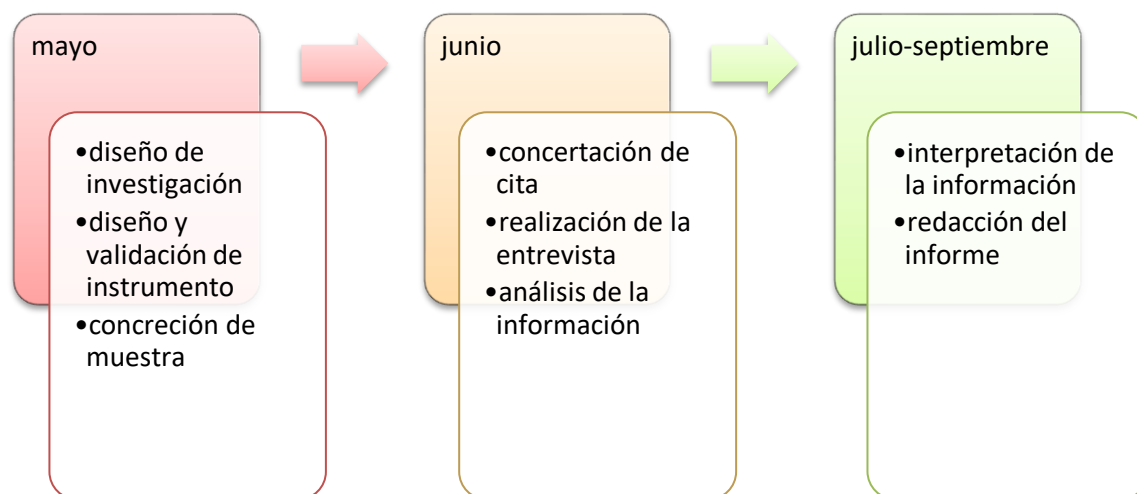 mayo
•diseño de
investigación
•diseño y
validación de
instrumento
•concreción de
muestra
junio
•concertación de
cita
•realización de la
entrevista
•análisis de la
información
julio-septiembre
•interpretación de
la información
•redacción del
informe